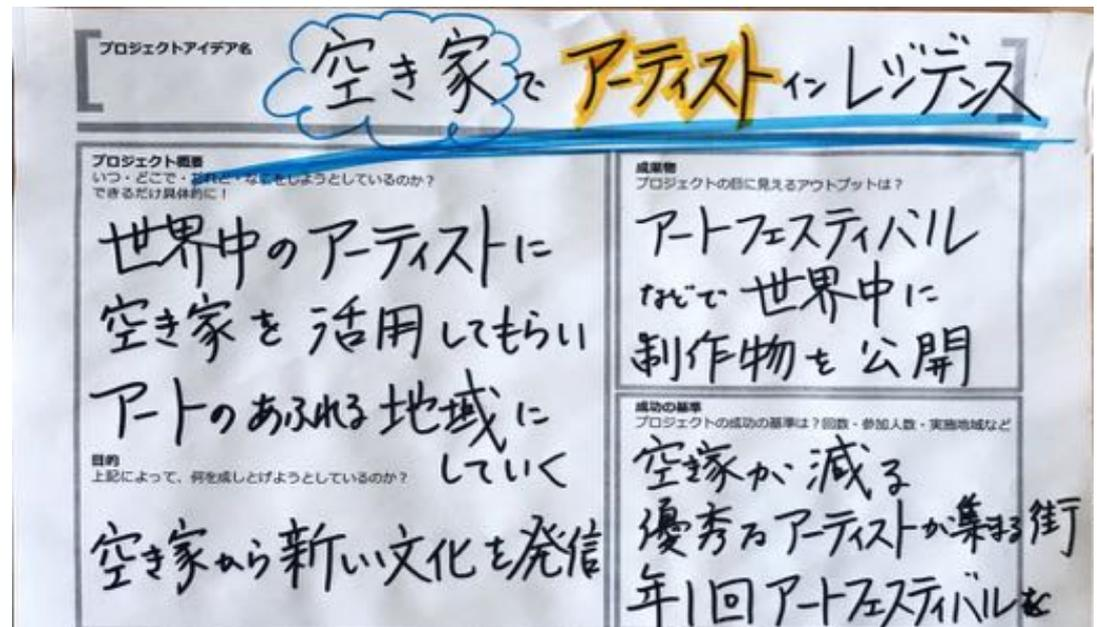 プロジェクトアイデア名
空き家でアーティストインレジデンス
プロジェクト概要
いつ・どこで・だれと・なにをしようとしているのか？
できるだけ具体的に！
世界中のアーティストに
空き家を活用してもらい
アートのあふれる地域に
していく
目的
上記によって、何を成しとげようとしているのか？
空き家から新しい文化を発信
成果物
プロジェクトの目に見えるアウトプットは？
アートフェスティバル
などで世界中に
制作物を公開
成功の基準
プロジェクトの成功の基準は？回数・参加人数・実施地域など
空き家が減る
優秀なアーティストが集まる街
年1回アートフェスティバルを